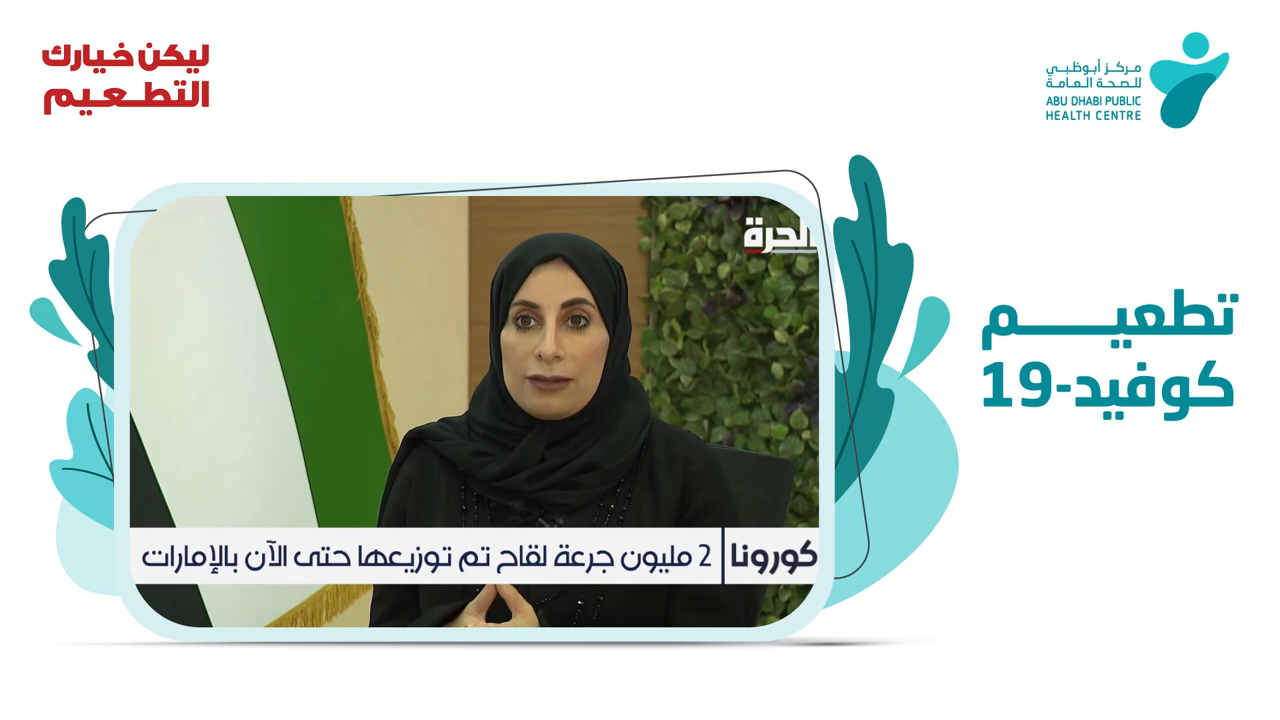 ليكن خيارك
التطعيم
مركز أبوظبي
للصحة العامة
ABU DHABI PUBLIC
HEALTH CENTRE
الحرة
تطعيم
كوفيد-19
كورونا
2 مليون جرعة لقاح تم توزيعها حتى الآن بالإمارات